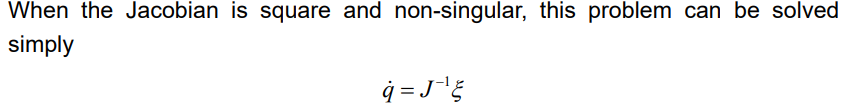 When the Jacobian is square and non-singular, this problem can be solved
simply
q̇ = J⁻¹ξ